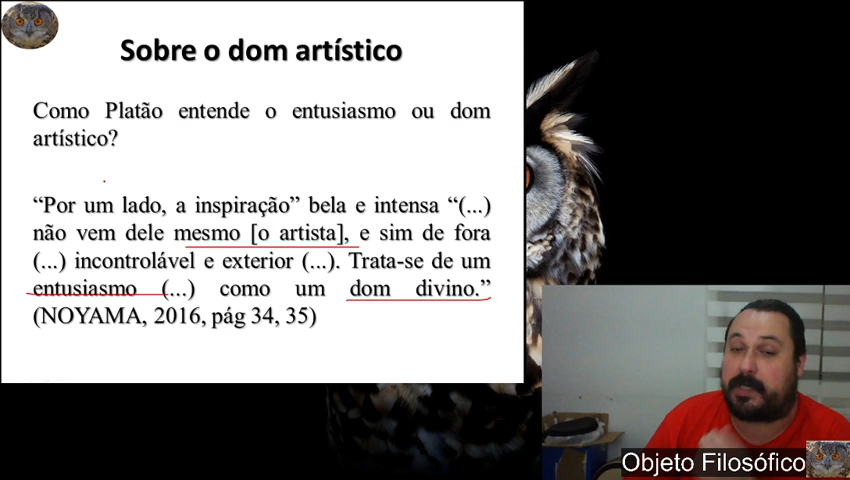 Sobre o dom artístico
Como Platão entende o entusiasmo ou dom
artístico?
“Por um lado, a inspiração” bela e intensa “(...)
não vem dele mesmo [o artista], e sim de fora
(...) incontrolável e exterior (...). Trata-se de um
entusiasmo (...) como um dom divino.”
(NOYAMA, 2016, pág 34, 35)
Objeto Filosófico